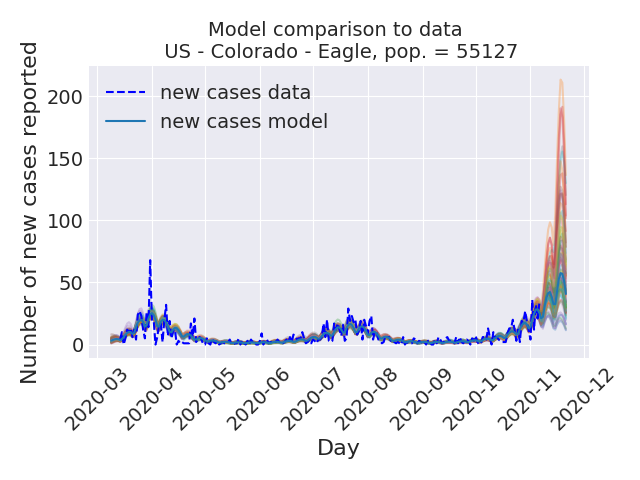 Model comparison to data
US - Colorado - Eagle, pop. = 55127
Number of new cases reported
200
150
100
50
0
new cases data
new cases model
2020-03
2020-04
2020-05
2020-06
2020-07
2020-08
2020-09
2020-10
2020-11
2020-12
Day